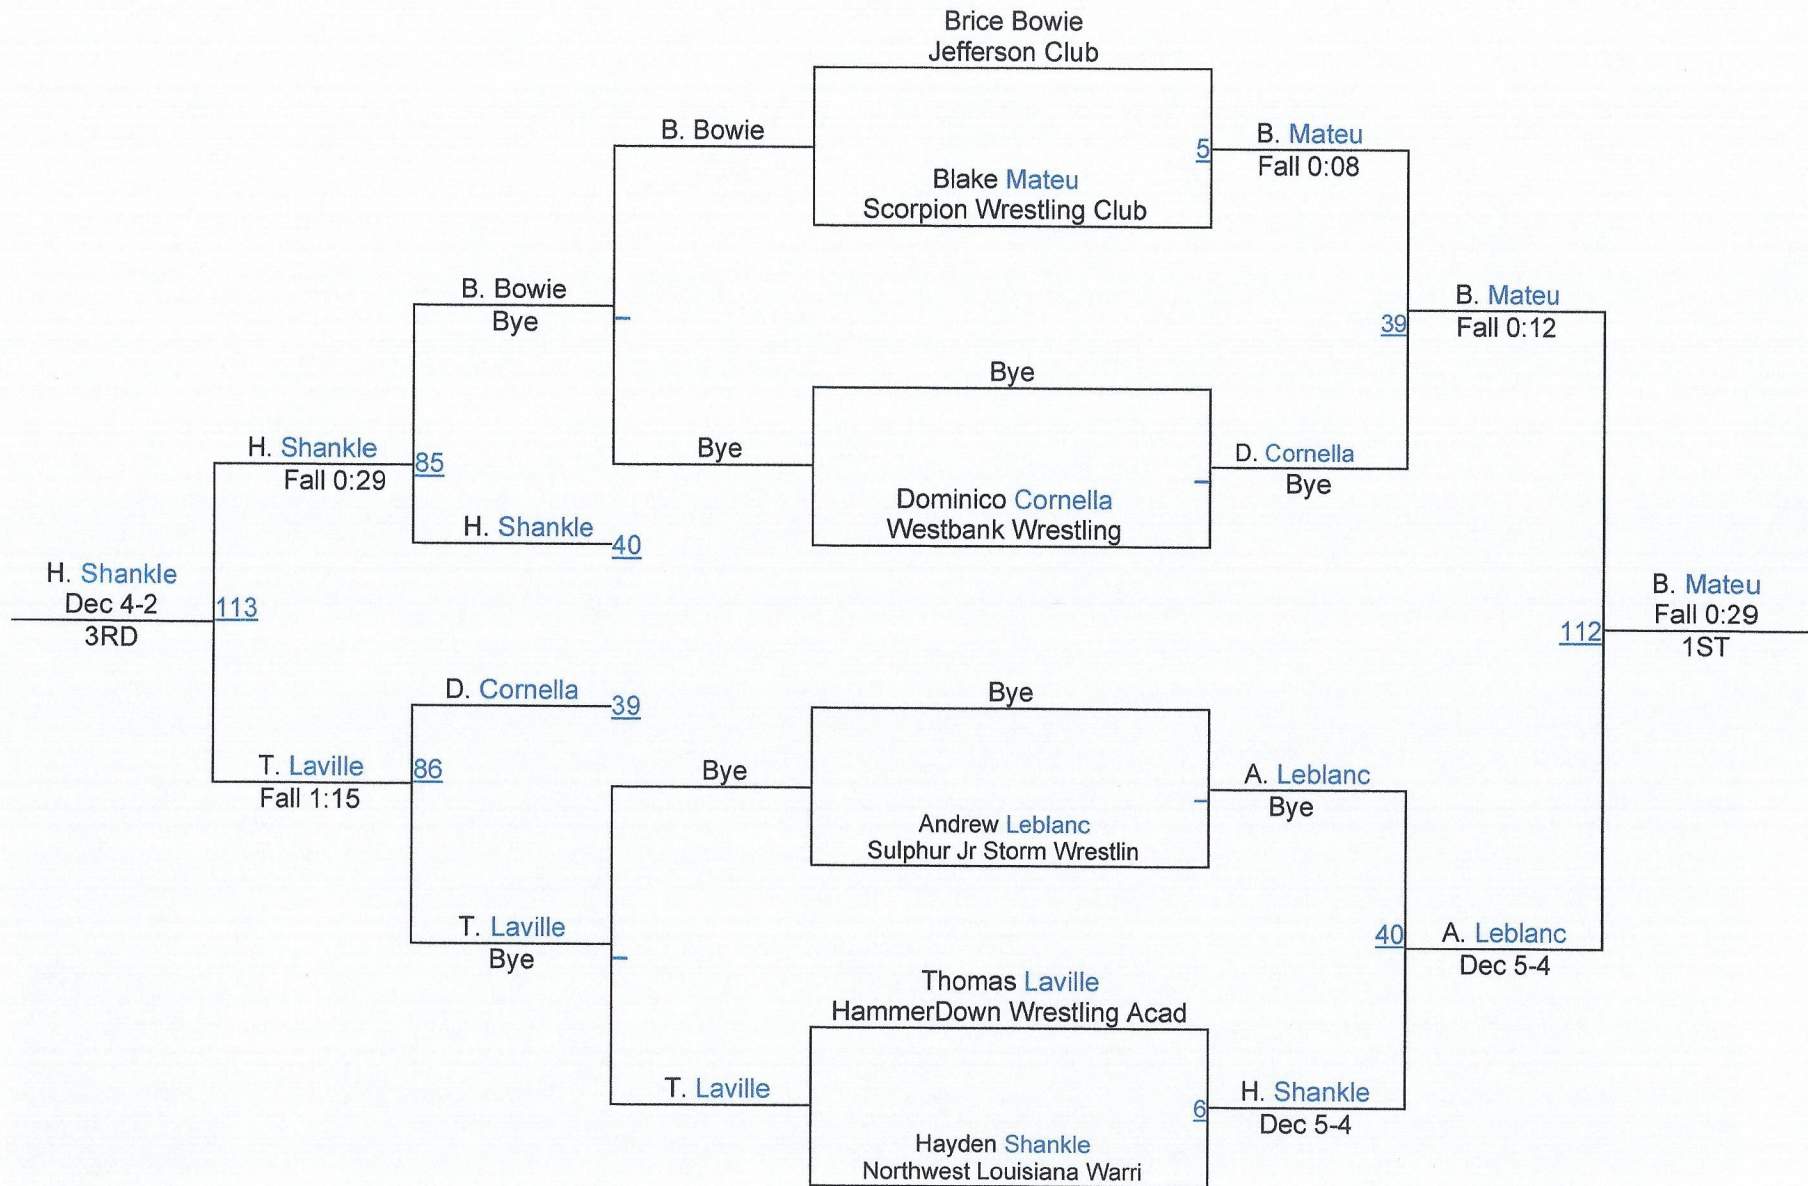 Brice Bowie
Jefferson Club
B. Bowie
5
B. Mateu
Fall 0:08
Blake Mateu
Scorpion Wrestling Club
B. Bowie
Bye
39
B. Mateu
Fall 0:12
Bye
H. Shankle
Fall 0:29
85
Bye
D. Cornella
Bye
Dominico Cornella
Westbank Wrestling
H. Shankle
40
H. Shankle
Dec 4-2
3RD
113
112
B. Mateu
Fall 0:29
1ST
D. Cornella
39
Bye
T. Laville
Fall 1:15
86
Bye
A. Leblanc
Bye
Andrew Leblanc
Sulphur Jr Storm Wrestlin
T. Laville
Bye
40
A. Leblanc
Dec 5-4
Thomas Laville
HammerDown Wrestling Acad
T. Laville
6
H. Shankle
Dec 5-4
Hayden Shankle
Northwest Louisiana Warri